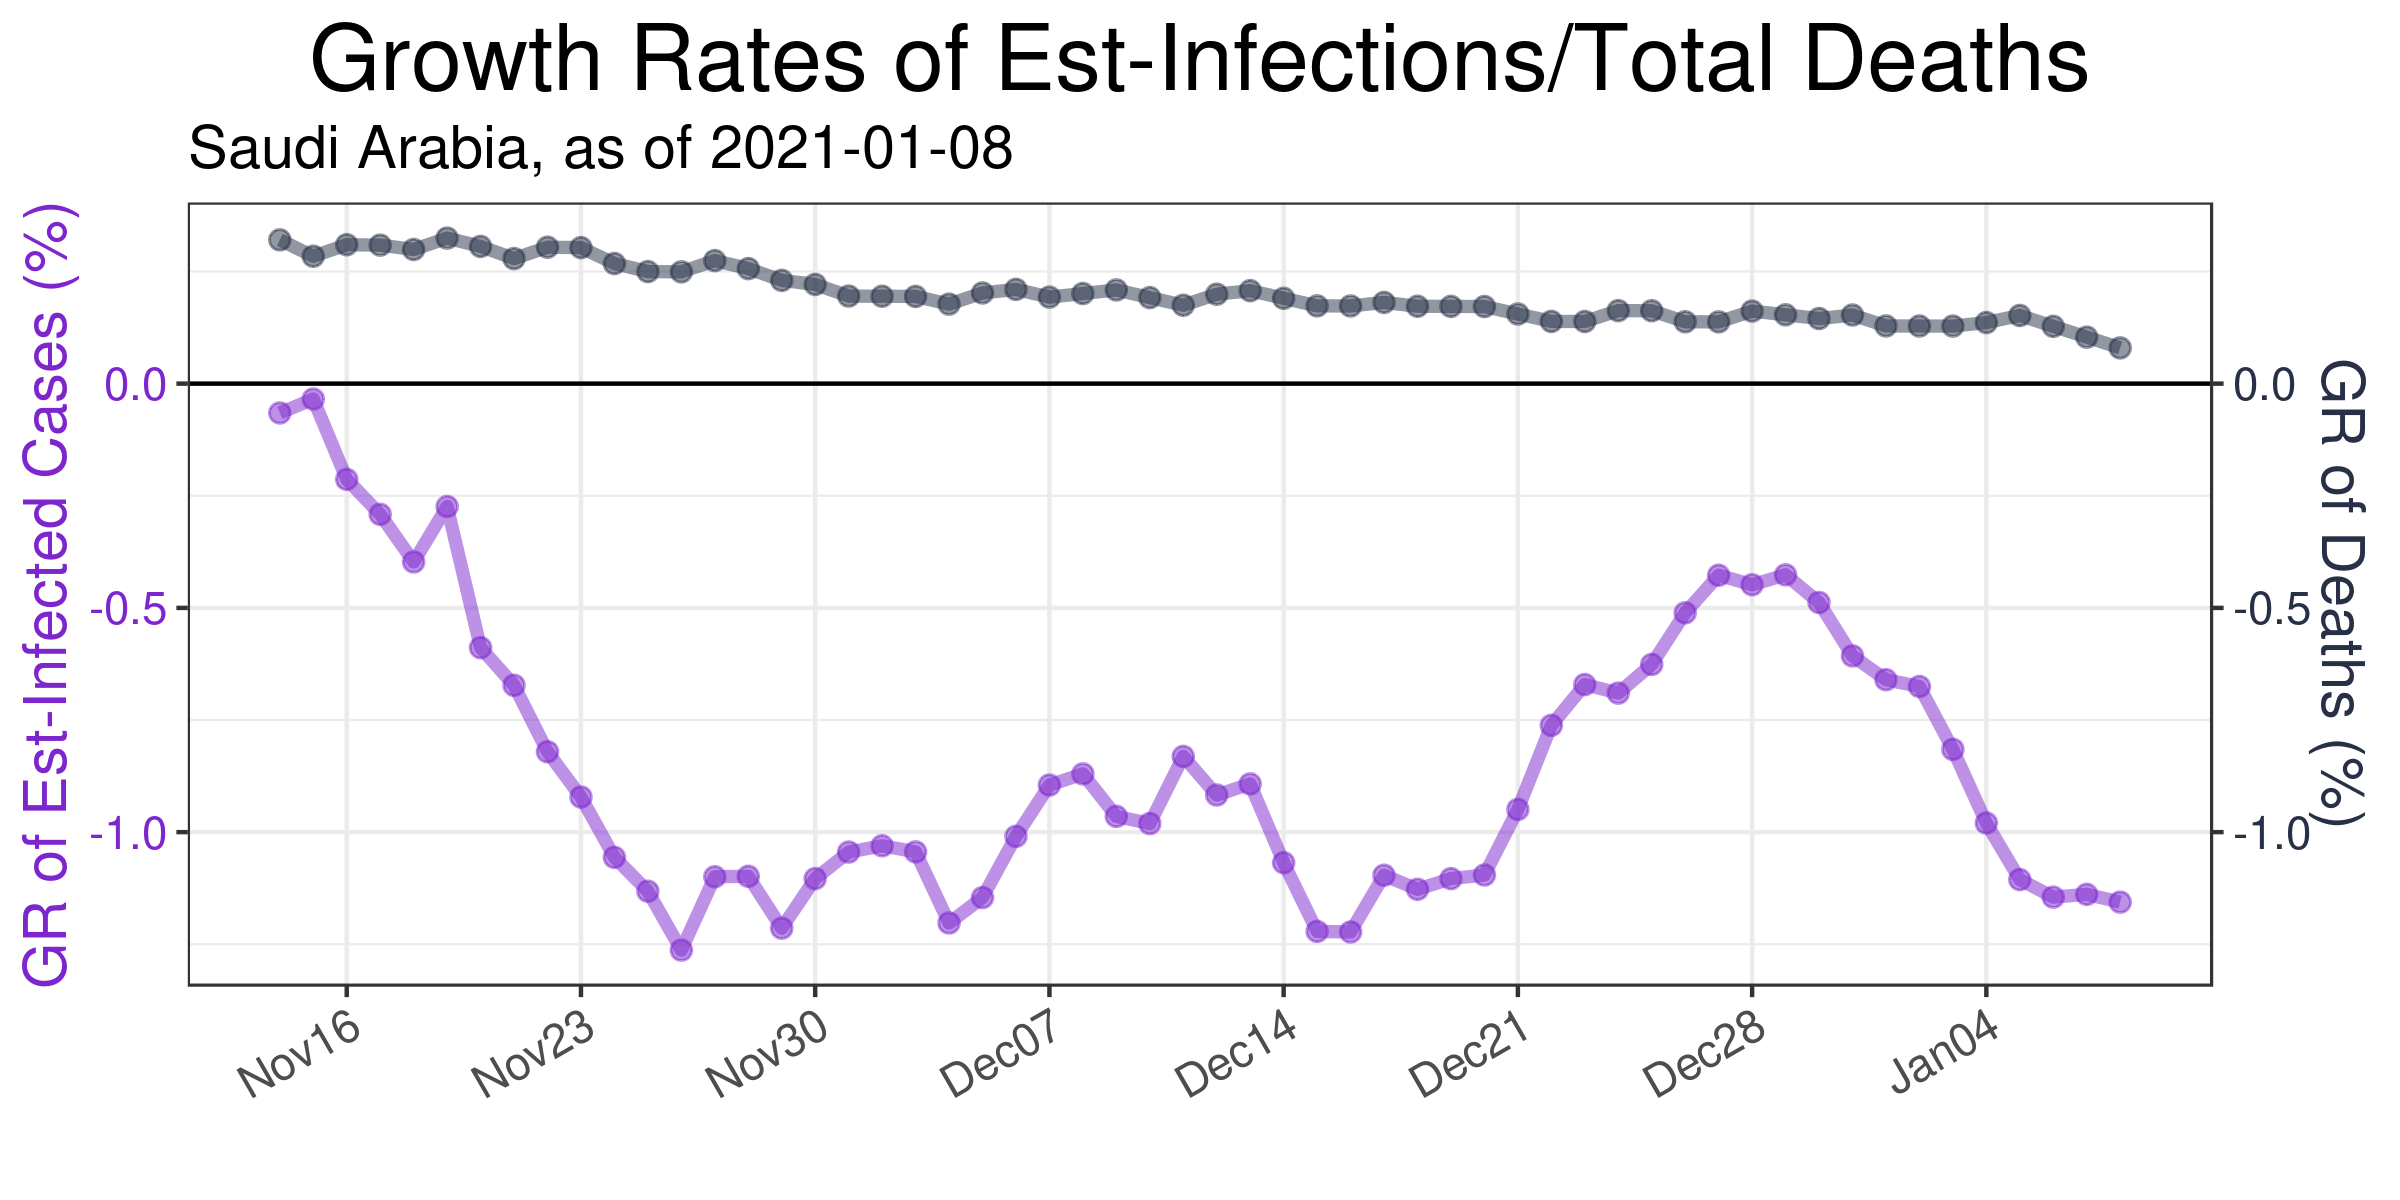 Growth Rates of Est-Infections/Total Deaths
Saudi Arabia, as of 2021-01-08
GR of Est-Infected Cases (%)
0.0
-0.5
-1.0
0.0
-0.5
-1.0
GR of Deaths (%)
Nov16
Nov23
Nov30
Dec07
Dec14
Dec21
Dec28
Jan04